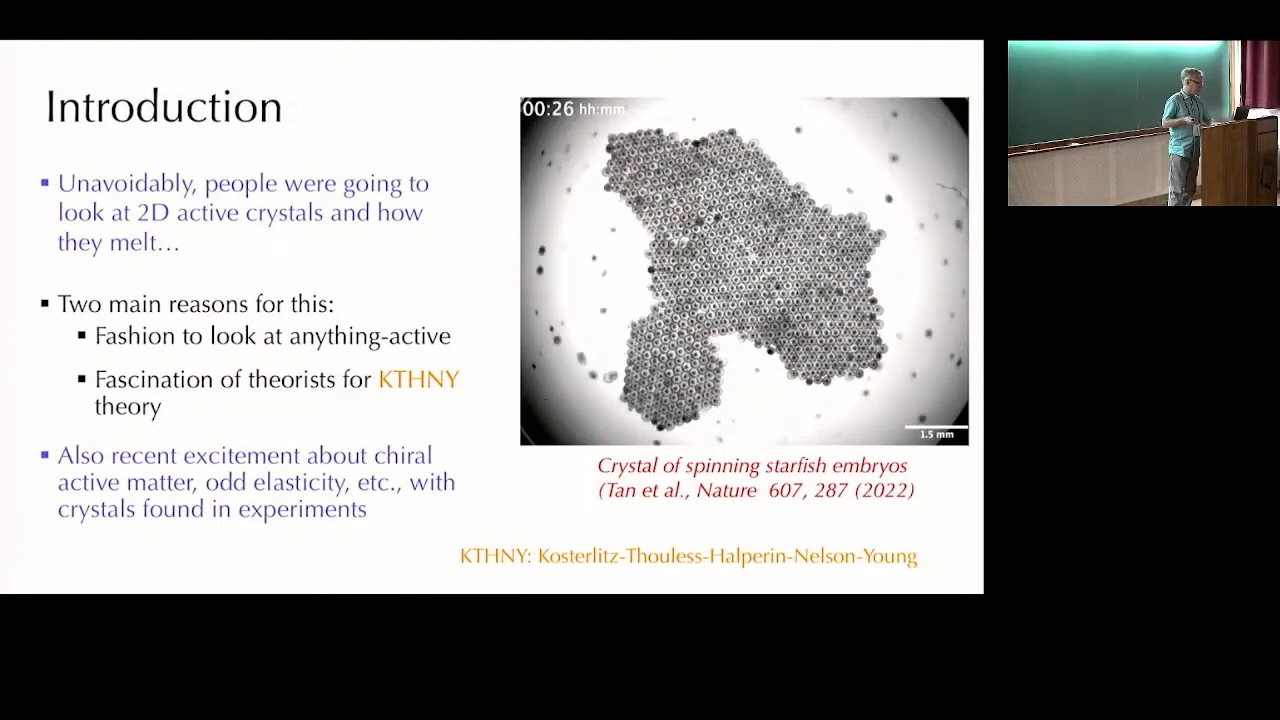 Introduction
▪ Unavoidably, people were going to
look at 2D active crystals and how
they melt…
▪ Two main reasons for this:
▪ Fashion to look at anything-active
▪ Fascination of theorists for KTHNY
theory
▪ Also recent excitement about chiral
active matter, odd elasticity, etc., with
crystals found in experiments
00:26 hh:mm
1.5 mm
Crystal of spinning starfish embryos
(Tan et al., Nature 607, 287 (2022)
KTHNY: Kosterlitz-Thouless-Halperin-Nelson-Young